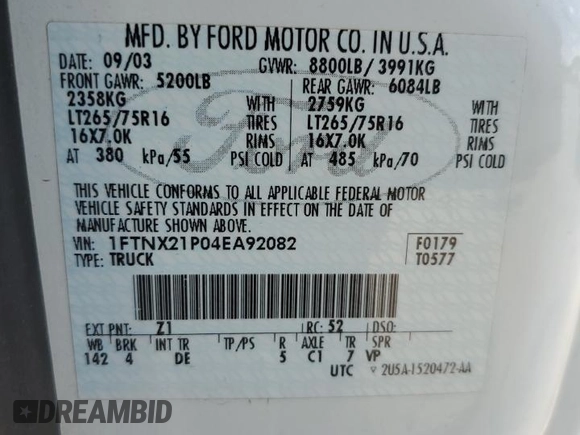 MFD. BY FORD MOTOR CO. IN U.S.A.
DATE: 09/03 GVWR: 8800LB/ 3991KG
FRONT GAWR: 5200LB REAR GAWR: 6084LB
2358KG WITH 2759KG WITH
LT265/75R16 TIRES LT265/75R16 TIRES
16X7.0K RIMS 16X7.0K RIMS
AT 380 kPa/55 PSI COLD AT 485 kPa/70 PSI COLD
Ford
THIS VEHICLE CONFORMS TO ALL APPLICABLE FEDERAL MOTOR
VEHICLE SAFETY STANDARDS IN EFFECT ON THE DATE OF
MANUFACTURE SHOWN ABOVE.
VIN: 1FTNX21P04EA92082 F0179
TYPE: TRUCK T0577
EXT PNT: Z1 RC: 52 DSO:
WB BRK INT TR TP/PS R AXLE TR SPR
142 4 DE 5 C1 7 VP
UTC 2U5A-1520472-AA
DREAMBID